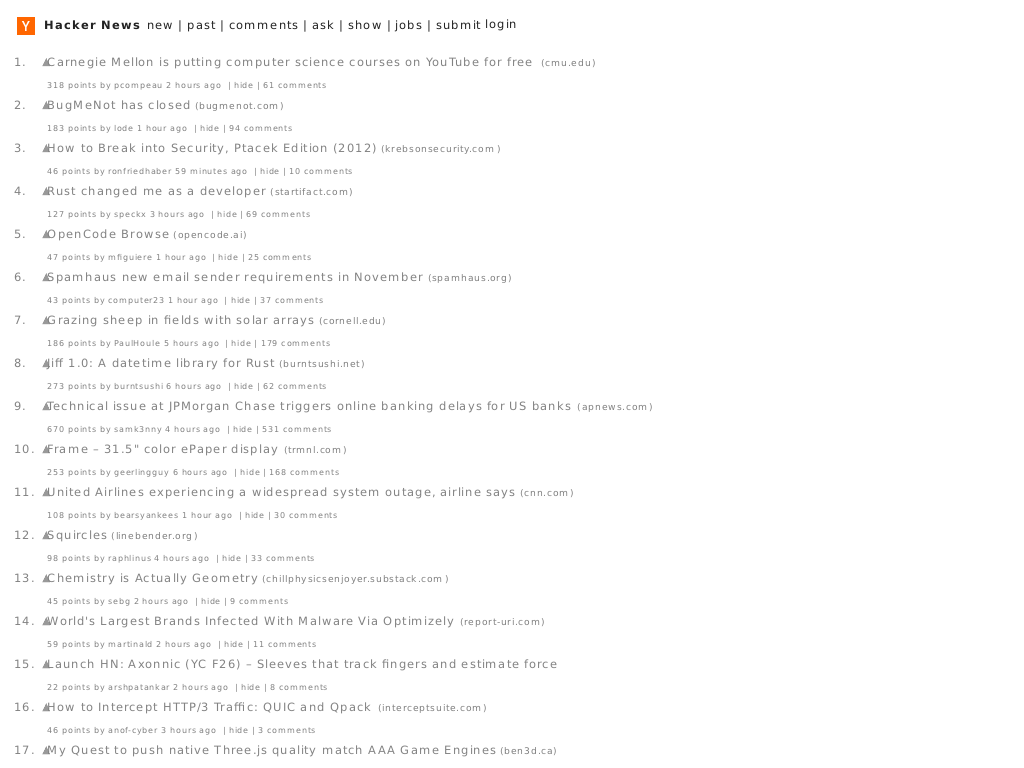 Y Hacker News new | past | comments | ask | show | jobs | submit login
1. ▲Carnegie Mellon is putting computer science courses on YouTube for free (cmu.edu)
318 points by pcompeau 2 hours ago | hide | 61 comments
2. ▲BugMeNot has closed (bugmenot.com)
183 points by lode 1 hour ago | hide | 94 comments
3. ▲How to Break into Security, Ptacek Edition (2012) (krebsonsecurity.com)
46 points by ronfriedhaber 59 minutes ago | hide | 10 comments
4. ▲Rust changed me as a developer (startifact.com)
127 points by speckx 3 hours ago | hide | 69 comments
5. ▲OpenCode Browse (opencode.ai)
47 points by mfiguiere 1 hour ago | hide | 25 comments
6. ▲Spamhaus new email sender requirements in November (spamhaus.org)
43 points by computer23 1 hour ago | hide | 37 comments
7. ▲Grazing sheep in fields with solar arrays (cornell.edu)
186 points by PaulHoule 5 hours ago | hide | 179 comments
8. ▲Jiff 1.0: A datetime library for Rust (burntsushi.net)
273 points by burntsushi 6 hours ago | hide | 62 comments
9. ▲Technical issue at JPMorgan Chase triggers online banking delays for US banks (apnews.com)
670 points by samk3nny 4 hours ago | hide | 531 comments
10. ▲Frame – 31.5" color ePaper display (trmnl.com)
253 points by geerlingguy 6 hours ago | hide | 168 comments
11. ▲United Airlines experiencing a widespread system outage, airline says (cnn.com)
108 points by bearsyankees 1 hour ago | hide | 30 comments
12. ▲Squircles (linebender.org)
98 points by raphlinus 4 hours ago | hide | 33 comments
13. ▲Chemistry is Actually Geometry (chillphysicsenjoyer.substack.com)
45 points by sebg 2 hours ago | hide | 9 comments
14. ▲World's Largest Brands Infected With Malware Via Optimizely (report-uri.com)
59 points by martinald 2 hours ago | hide | 11 comments
15. ▲Launch HN: Axonnic (YC F26) – Sleeves that track fingers and estimate force
22 points by arshpatankar 2 hours ago | hide | 8 comments
16. ▲How to Intercept HTTP/3 Traffic: QUIC and Qpack (interceptsuite.com)
46 points by anof-cyber 3 hours ago | hide | 3 comments
17. ▲My Quest to push native Three.js quality match AAA Game Engines (ben3d.ca)